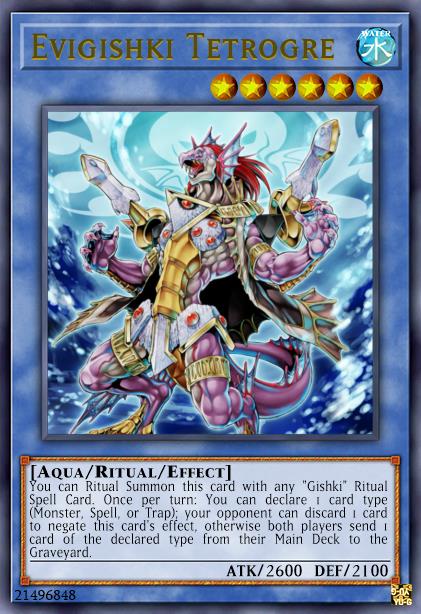 Evigishki Tetrogre
WATER
水
[Aqua/Ritual/Effect]
You can Ritual Summon this card with any "Gishki" Ritual
Spell Card. Once per turn: You can declare 1 card type
(Monster, Spell, or Trap); your opponent can discard 1 card
to negate this card's effect, otherwise both players send 1
card of the declared type from their Main Deck to the
Graveyard.
ATK/2600 DEF/2100
21496848